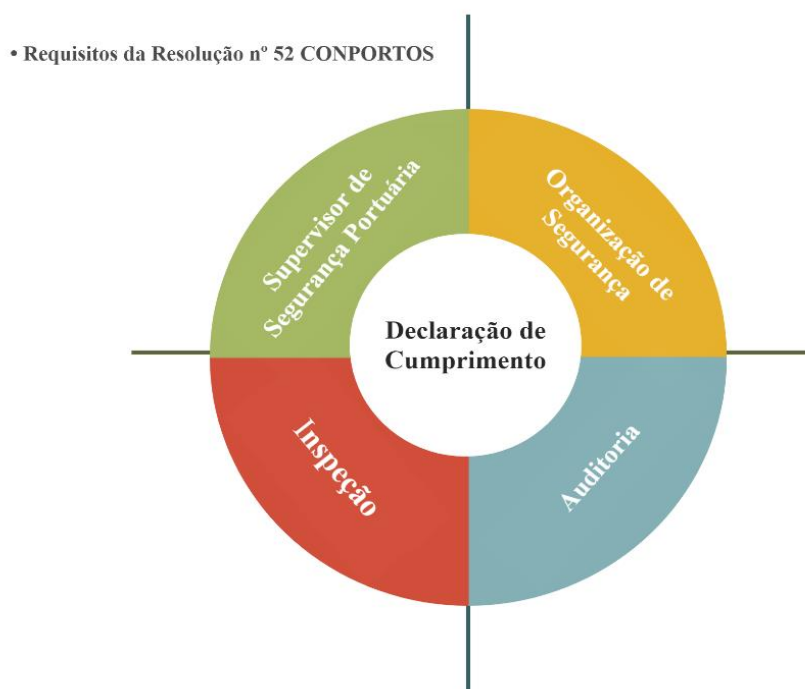 • Requisitos da Resolução nº 52 CONPORTOS
Supervisor de
Segurança Portuária
Organização de
Segurança
Declaração de
Cumprimento
Inspeção
Auditoria